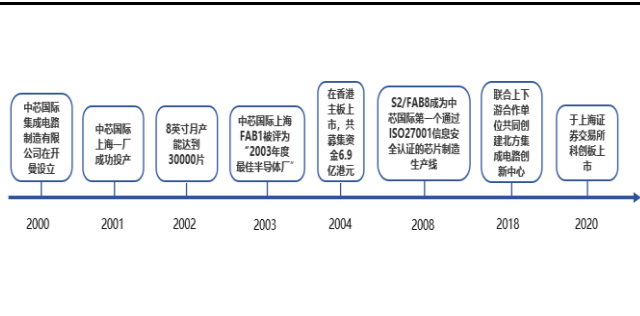 中芯国际
集成电路
制造有限
公司在开
曼设立
中芯国际
上海一厂
成功投产
8英寸月产
能达到
30000片
中芯国际上海
FAB1被评为
“2003年度
最佳半导体厂”
在香港
主板上
市，共
募集资
金6.9
亿港元
S2/FAB8成为中
芯国际第一个通过
ISO27001信息安
全认证的芯片制造
生产线
联合上下
游合作单
位共同创
建北方集
成电路创
新中心
于上海证
券交易所
科创板上
市
2000
2001
2002
2003
2004
2008
2018
2020